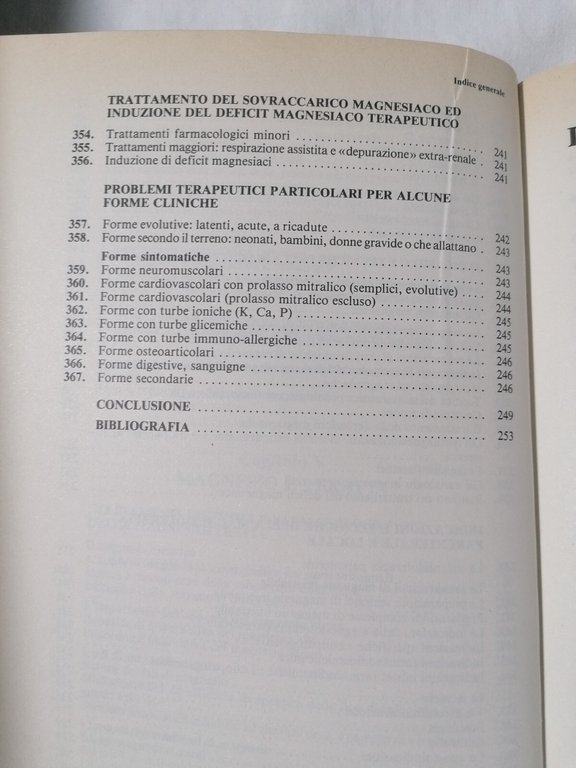 Indice generale
TRATTAMENTO DEL SOVRACCARICO MAGNESIACO ED
INDUZIONE DEL DEFICIT MAGNESIACO TERAPEUTICO
354. Trattamenti farmacologici minori 241
355. Trattamenti maggiori: respirazione assistita e «depurazione» extra-renale . 241
356. Induzione di deficit magnesiaci 241
PROBLEMI TERAPEUTICI PARTICOLARI PER ALCUNE
FORME CLINICHE
357. Forme evolutive: latenti, acute, a ricadute 242
358. Forme secondo il terreno: neonati, bambini, donne gravide o che allattano . 243
Forme sintomatiche 243
359. Forme neuromuscolari 243
360. Forme cardiovascolari con prolasso mitralico (semplici, evolutive) 244
361. Forme cardiovascolari (prolasso mitralico escluso) 244
362. Forme con turbe ioniche (K, Ca, P) 245
363. Forme con turbe glicemiche 245
364. Forme con turbe immuno-allergiche 245
365. Forme osteoarticolari 246
366. Forme digestive, sanguigne 246
367. Forme secondarie 246
CONCLUSIONE 249
BIBLIOGRAFIA 253